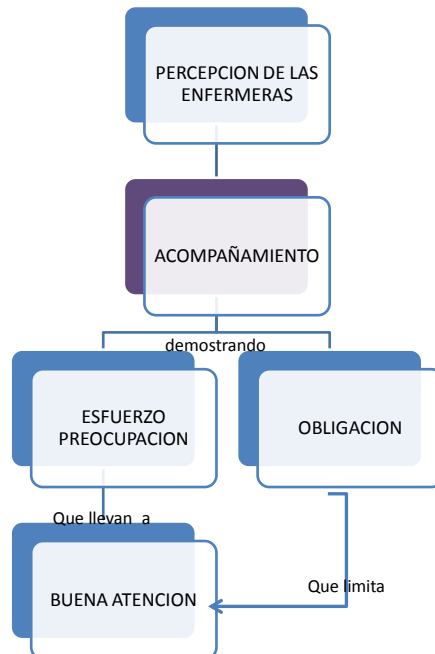 PERCEPCION DE LAS
ENFERMERAS
ACOMPAÑAMIENTO
demostrando
ESFUERZO
PREOCUPACION
OBLIGACION
Que llevan a
Que limita
BUENA ATENCION